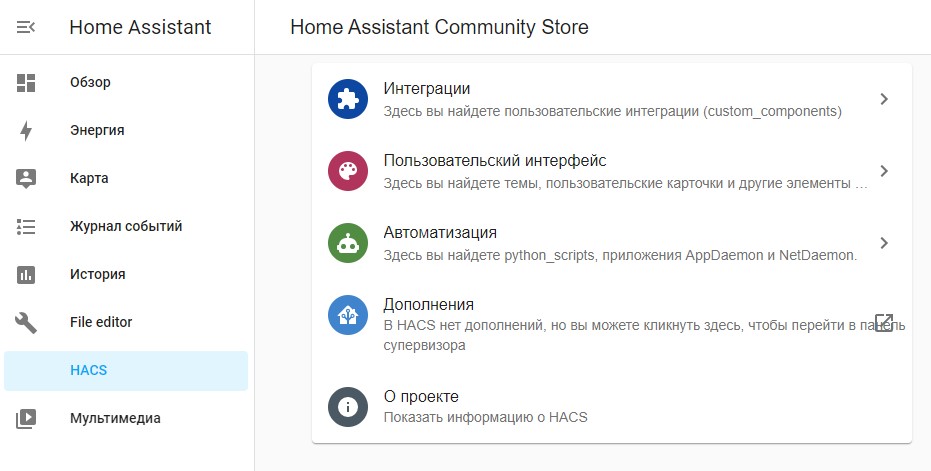 Home Assistant
Обзор
Энергия
Карта
Журнал событий
История
File editor
HACS
Мультимедиа
Home Assistant Community Store
Интеграции
Здесь вы найдете пользовательские интеграции (custom_components)
Пользовательский интерфейс
Здесь вы найдете темы, пользовательские карточки и другие элементы ...
Автоматизация
Здесь вы найдете python_scripts, приложения AppDaemon и NetDaemon.
Дополнения
В HACS нет дополнений, но вы можете кликнуть здесь, чтобы перейти в панель
супервизора
О проекте
Показать информацию о HACS